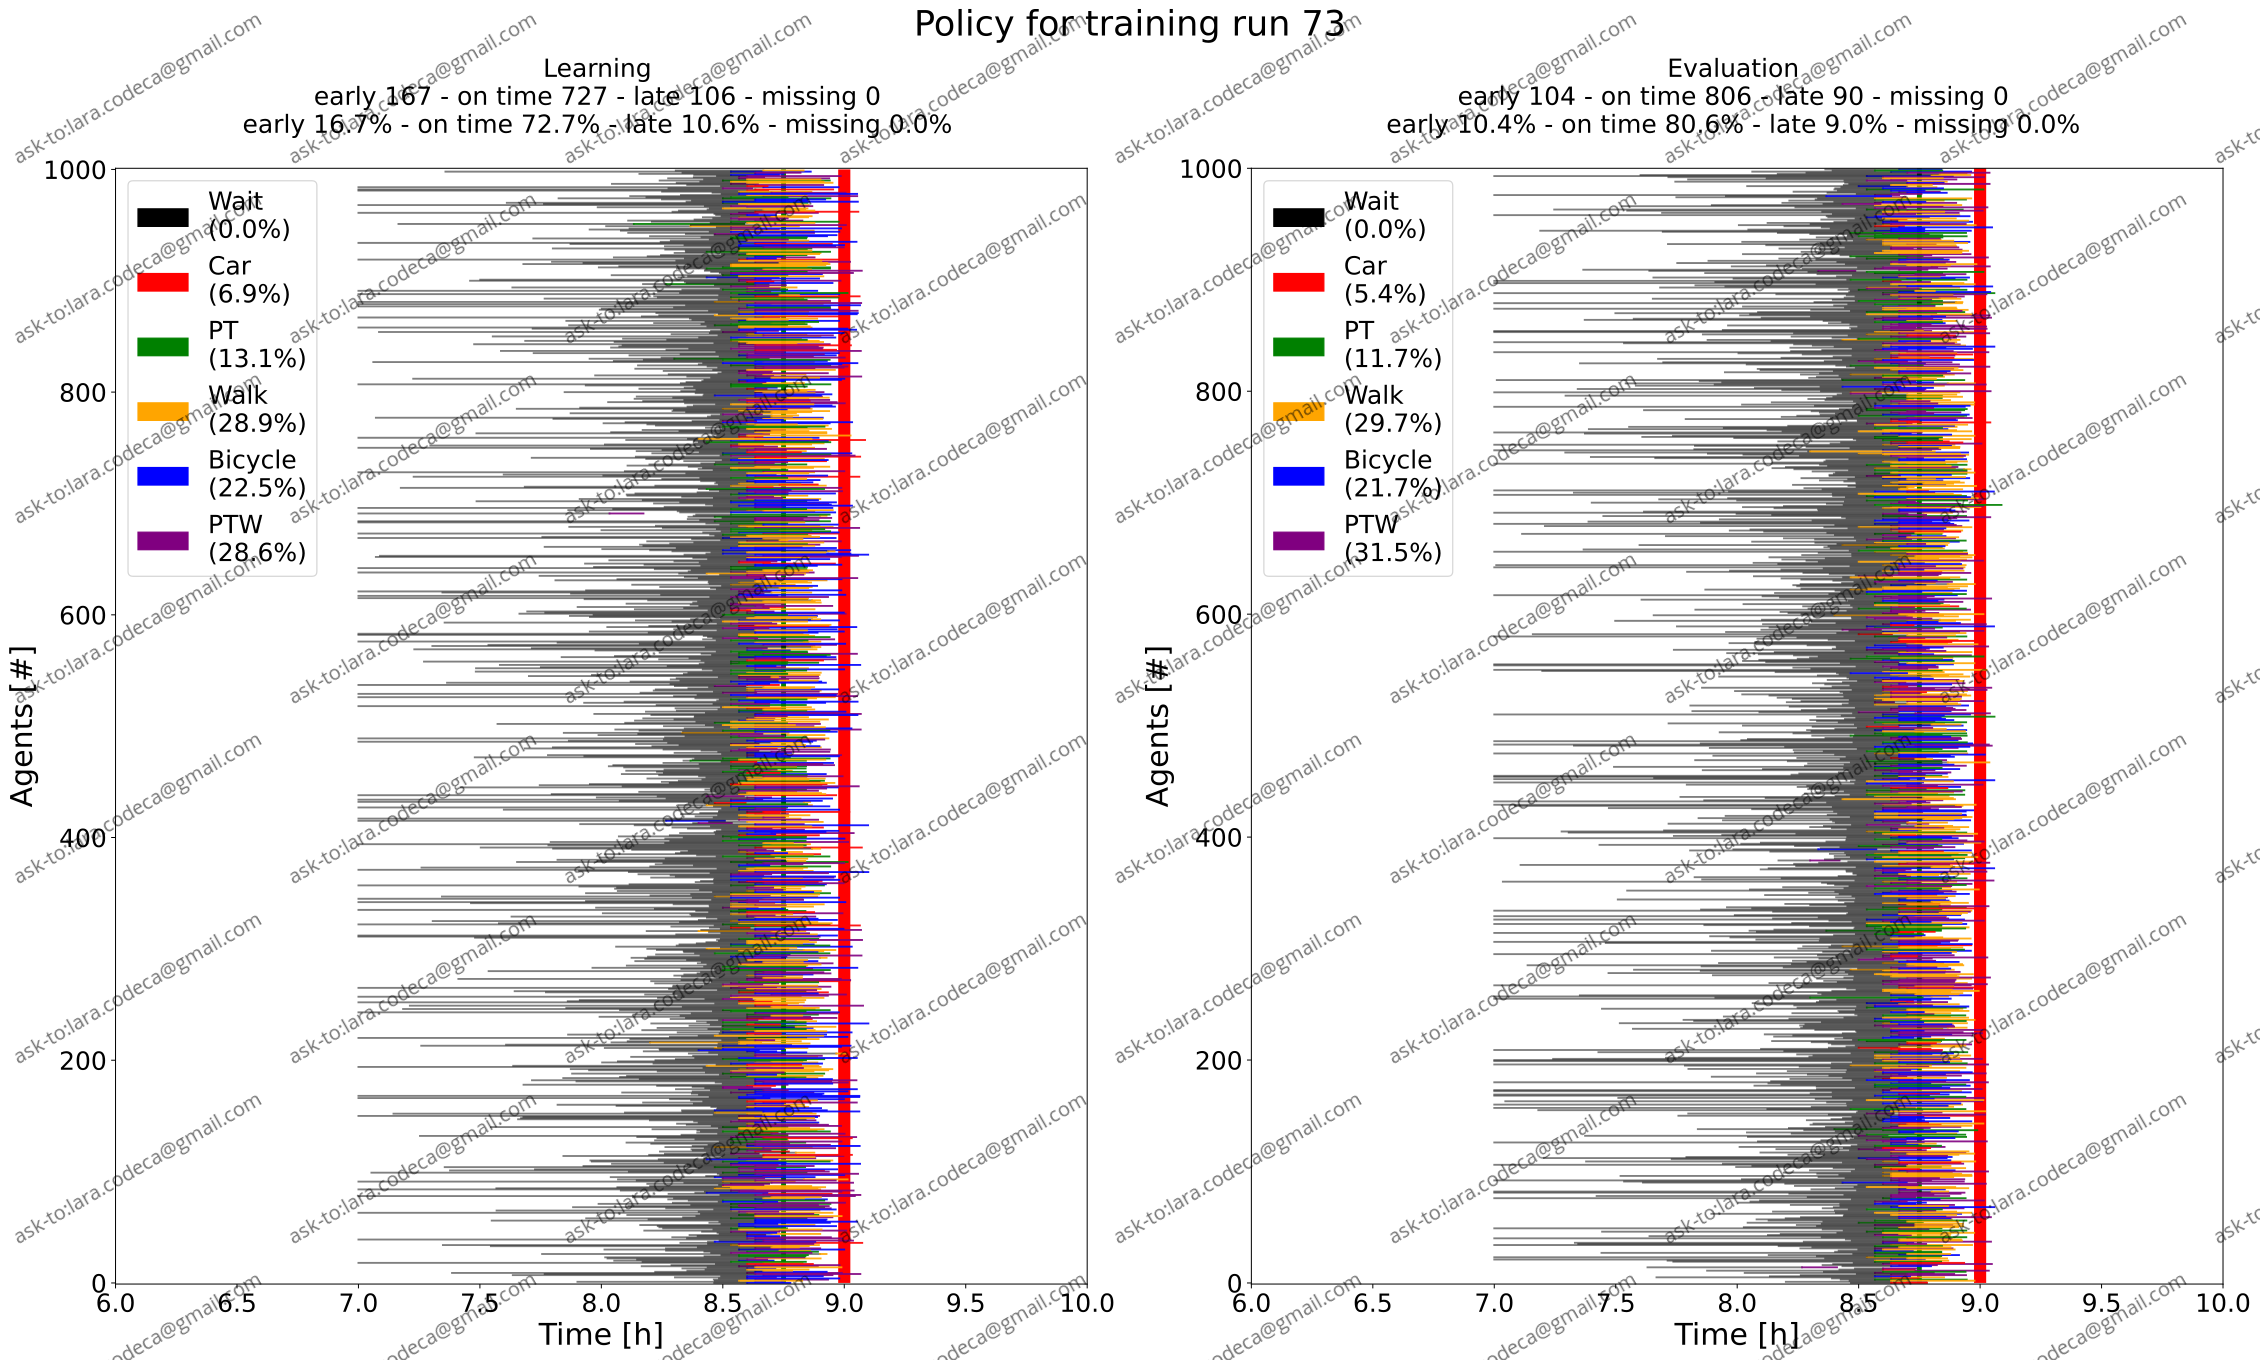 Policy for training run 73
Learning
early 167 - on time 727 - late 106 - missing 0
early 16.7% - on time 72.7% - late 10.6% - missing 0.0%
1000
800
600
400
200
0
Agents [#]
Wait
(0.0%)
Car
(6.9%)
PT
(13.1%)
Walk
(28.9%)
Bicycle
(22.5%)
PTW
(28.6%)
6.0 6.5 7.0 7.5 8.0 8.5 9.0 9.5 10.0
Time [h]
Evaluation
early 104 - on time 806 - late 90 - missing 0
early 10.4% - on time 80.6% - late 9.0% - missing 0.0%
1000
800
600
400
200
0
Agents [#]
Wait
(0.0%)
Car
(5.4%)
PT
(11.7%)
Walk
(29.7%)
Bicycle
(21.7%)
PTW
(31.5%)
6.0 6.5 7.0 7.5 8.0 8.5 9.0 9.5 10.0
Time [h]
ask-to:lara.codeca@gmail.com